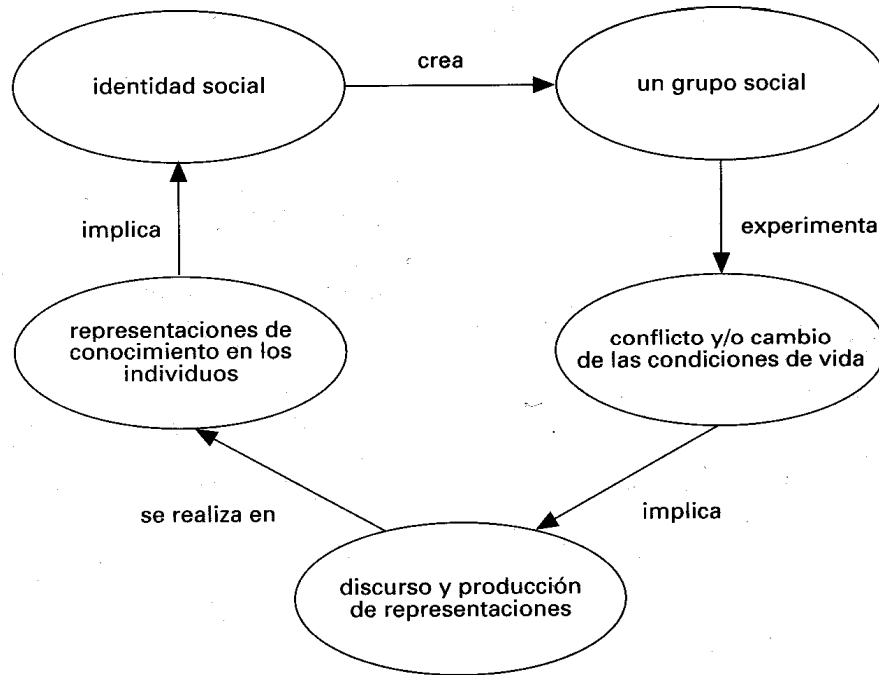 identidad social
crea
un grupo social
experimenta
conflicto y/o cambio
de las condiciones de vida
implica
discurso y producción
de representaciones
se realiza en
representaciones de
conocimiento en los
individuos
implica